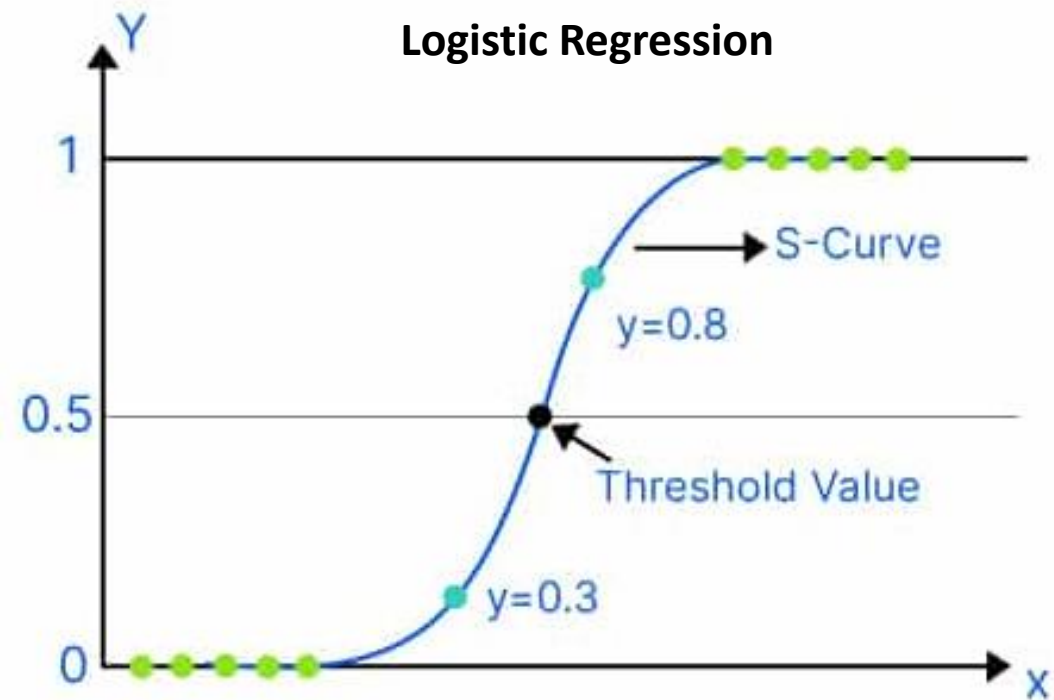 Y
Logistic Regression
1
S-Curve
y=0.8
0.5
Threshold Value
y=0.3
0
x